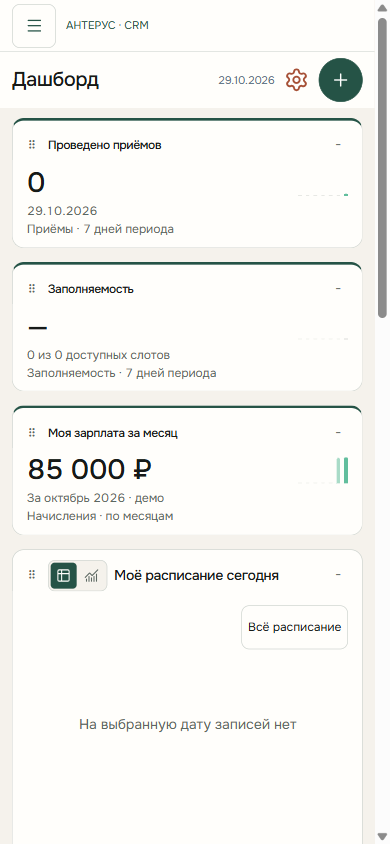 АНТЕРУС · CRM
Дашборд
29.10.2026
Проведено приёмов
-
0
29.10.2026
Приёмы · 7 дней периода
Заполняемость
-
—
0 из 0 доступных слотов
Заполняемость · 7 дней периода
Моя зарплата за месяц
-
85 000 ₽
За октябрь 2026 · демо
Начисления · по месяцам
Моё расписание сегодня
-
Всё расписание
На выбранную дату записей нет